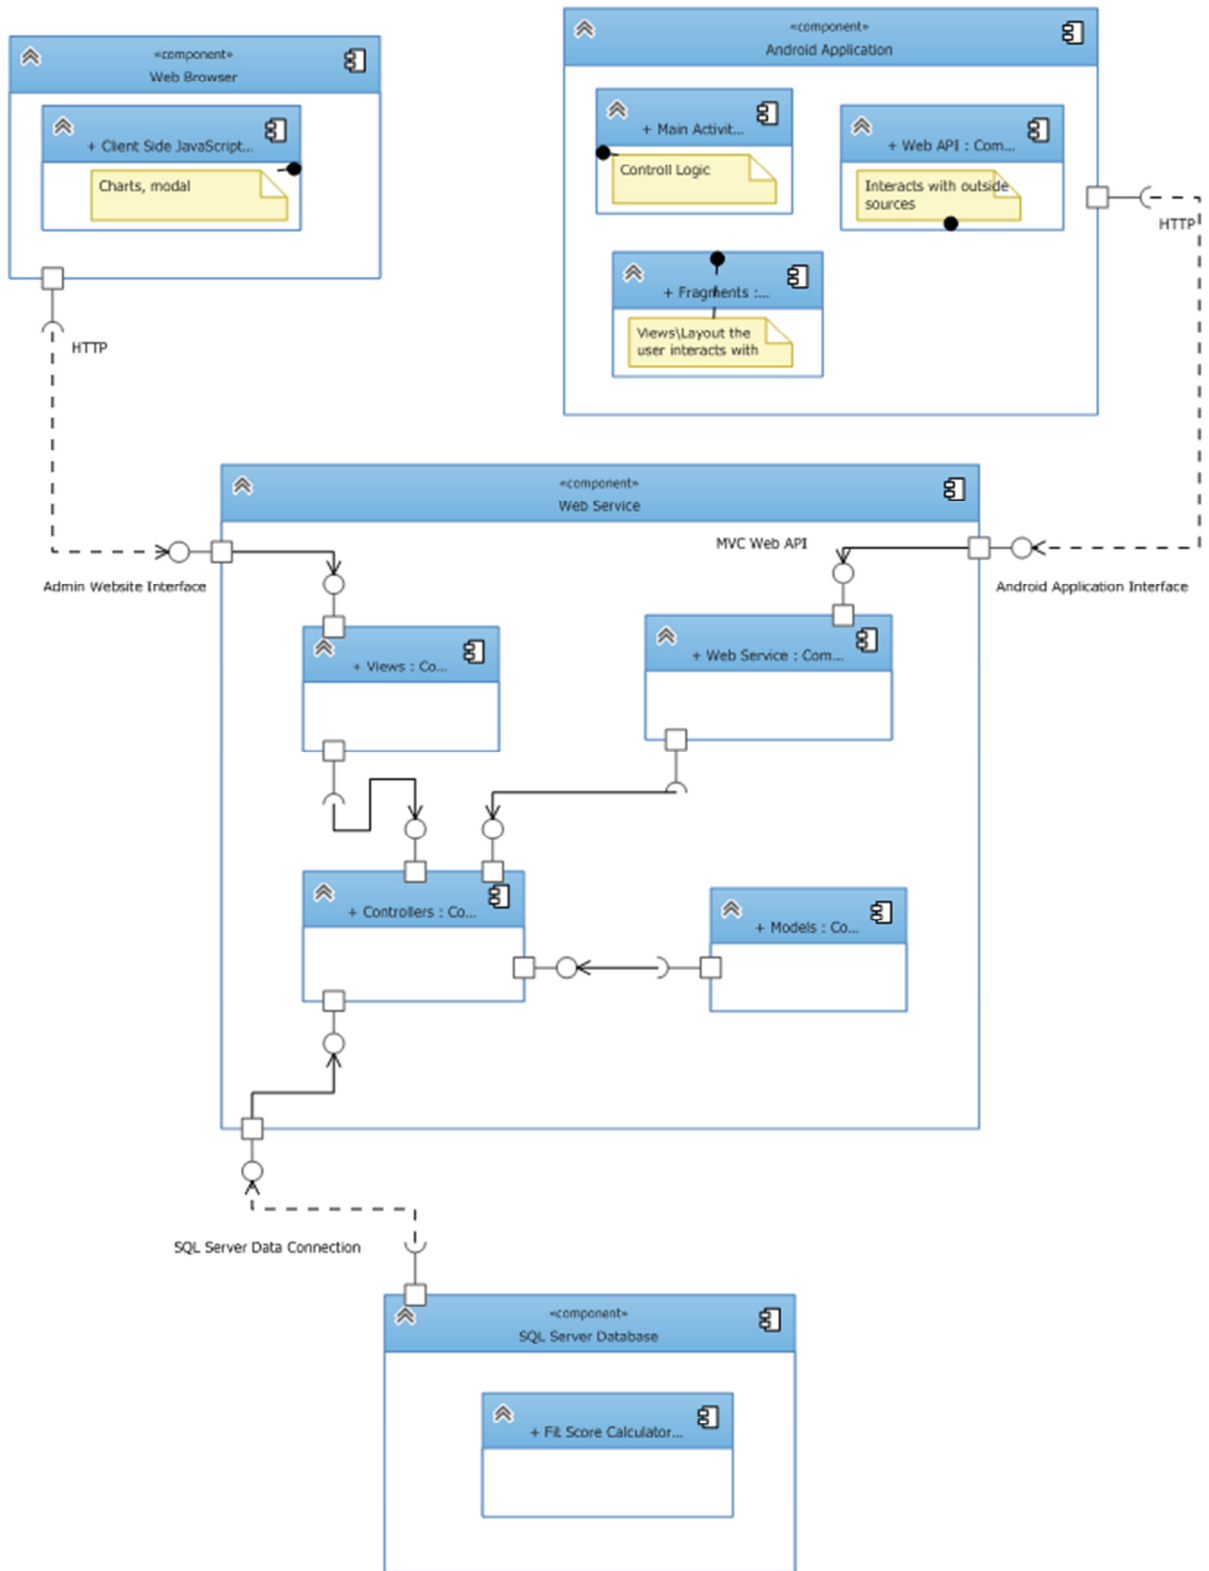 «component»
Web Browser
+ Client Side JavaScript...
Charts, modal
HTTP
«component»
Android Application
+ Main Activit...
Controll Logic
+ Web API : Com...
Interacts with outside
sources
+ Fragments :...
Views\Layout the
user interacts with
HTTP
«component»
Web Service
Admin Website Interface
MVC Web API
Android Application Interface
+ Views : Co...
+ Web Service : Com...
+ Controllers : Co...
+ Models : Co...
SQL Server Data Connection
«component»
SQL Server Database
+ Fit Score Calculator...